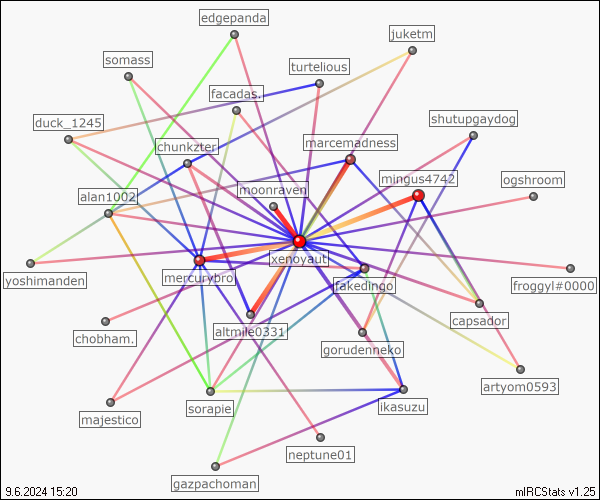 edgepanda
juketm
somass
turtelious
facadas.
duck_1245
shutupgaydog
marcemadness
chunkzter
mingus4742
moonraven
alan1002
ogshroom
xenoyaut
yoshimanden
mercurybro
fakedingo
froggyl#0000
capsador
altmile0331
chobham.
gorudenneko
artyom0593
sorapie
ikasuzu
majestico
neptune01
gazpachoman
9.6.2024 15:20
mIRCStats v1.25